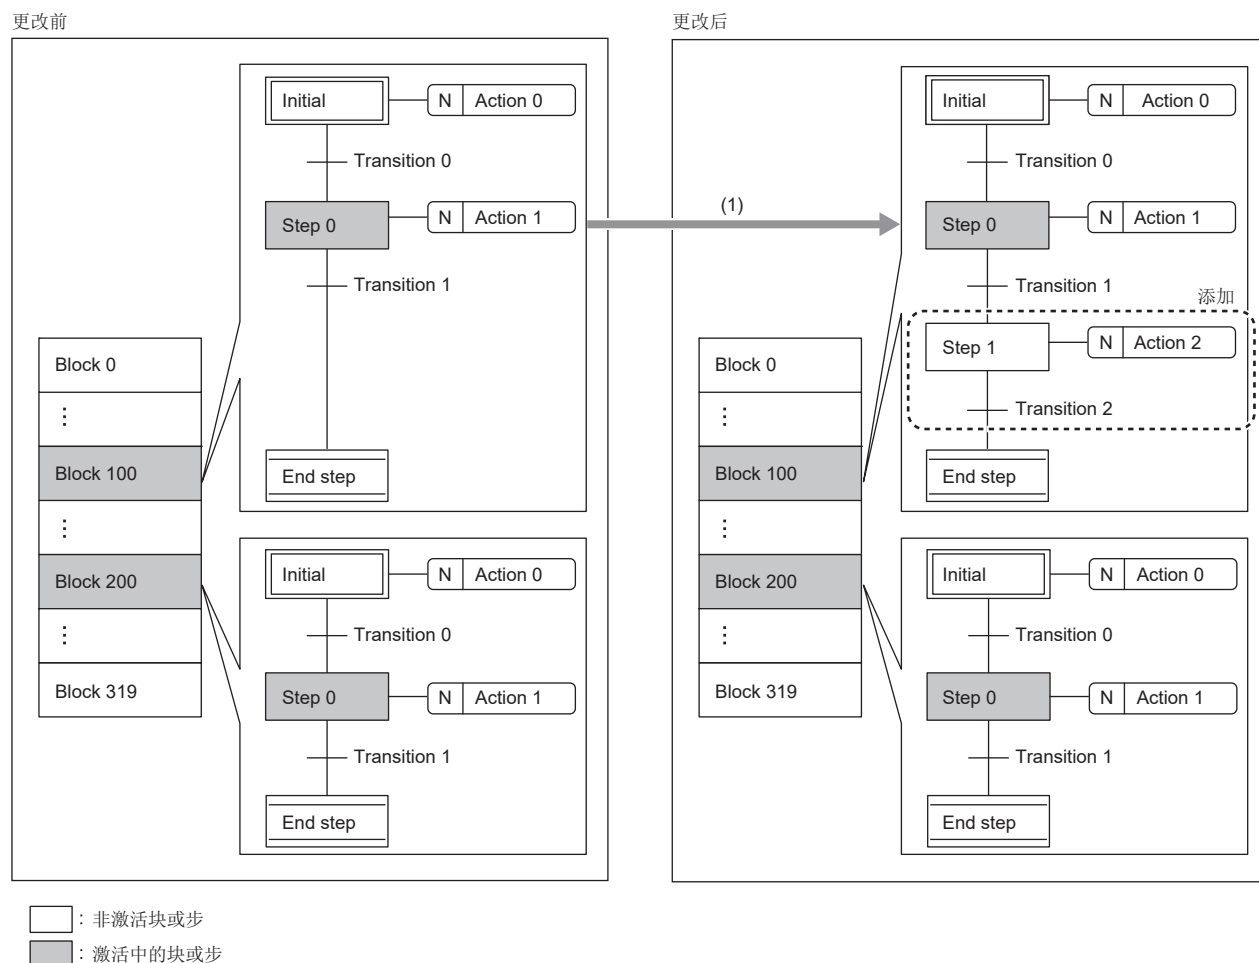 更改前
Initial
N Action 0
Transition 0
Step 0
N Action 1
Transition 1
End step
Block 0
⋮
Block 100
⋮
Block 200
⋮
Block 319
Initial
N Action 0
Transition 0
Step 0
N Action 1
Transition 1
End step
(1)
更改后
Initial
N Action 0
Transition 0
Step 0
N Action 1
Transition 1
添加
Step 1
N Action 2
Transition 2
End step
Block 0
⋮
Block 100
⋮
Block 200
⋮
Block 319
Initial
N Action 0
Transition 0
Step 0
N Action 1
Transition 1
End step
：非激活块或步
：激活中的块或步